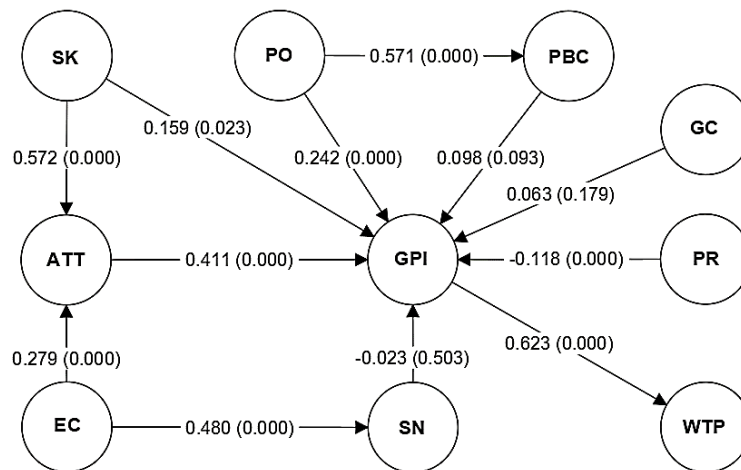 SK
PO
0.571 (0.000)
PBC
GC
0.159 (0.023)
0.572 (0.000)
0.242 (0.000)
0.098 (0.093)
0.063 (0.179)
ATT
0.411 (0.000)
GPI
-0.118 (0.000)
PR
0.279 (0.000)
-0.023 (0.503)
0.623 (0.000)
EC
0.480 (0.000)
SN
WTP